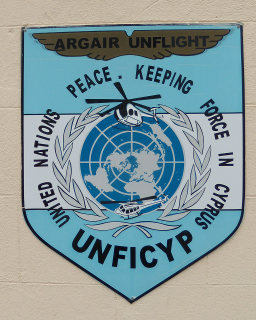 ARGAIR UNFLIGHT
UNITED NATIONS PEACE. KEEPING FORCE IN CYPRUS
UNFICYP